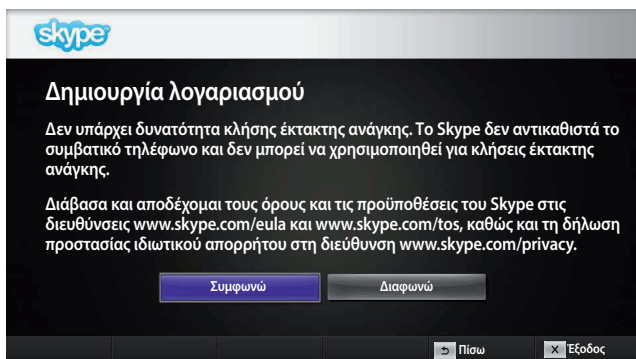 skype
Δημιουργία λογαριασμού
Δεν υπάρχει δυνατότητα κλήσης έκτακτης ανάγκης. Το Skype δεν αντικαθιστά το
συμβατικό τηλέφωνο και δεν μπορεί να χρησιμοποιηθεί για κλήσεις έκτακτης
ανάγκης.
Διάβασα και αποδέχομαι τους όρους και τις προϋποθέσεις του Skype στις
διευθύνσεις www.skype.com/eula και www.skype.com/tos, καθώς και τη δήλωση
προστασίας ιδιωτικού απορρήτου στη διεύθυνση www.skype.com/privacy.
Συμφωνώ Διαφωνώ
Πίσω Έξοδος